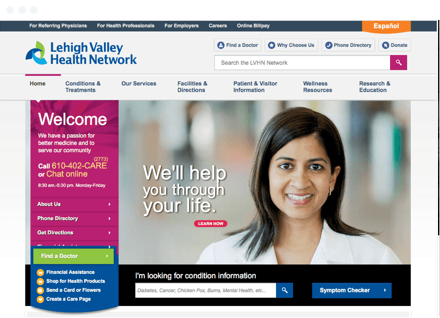 For Referring Physicians For Health Professionals For Employers Careers Online Billpay
Español
Lehigh Valley
Health Network
Find a Doctor Why Choose Us Phone Directory Donate
Search the LVHN Network
Home Conditions & Treatments Our Services Facilities & Directions Patient & Visitor Information Wellness Resources Research & Education
Welcome
We have a passion for
better medicine and to
serve our community
(2273)
Call 610-402-CARE
or Chat online
8:30 am.-5:30 pm. Monday-Friday
About Us
Phone Directory
Get Directions
Find a Doctor
Financial Assistance
Shop for Health Products
Send a Card or Flowers
Create a Care Page
We'll help
you through
your life.
LEARN NOW
I'm looking for condition information
Diabetes, Cancer, Chicken Pox, Burns, Mental Health, etc...
Symptom Checker